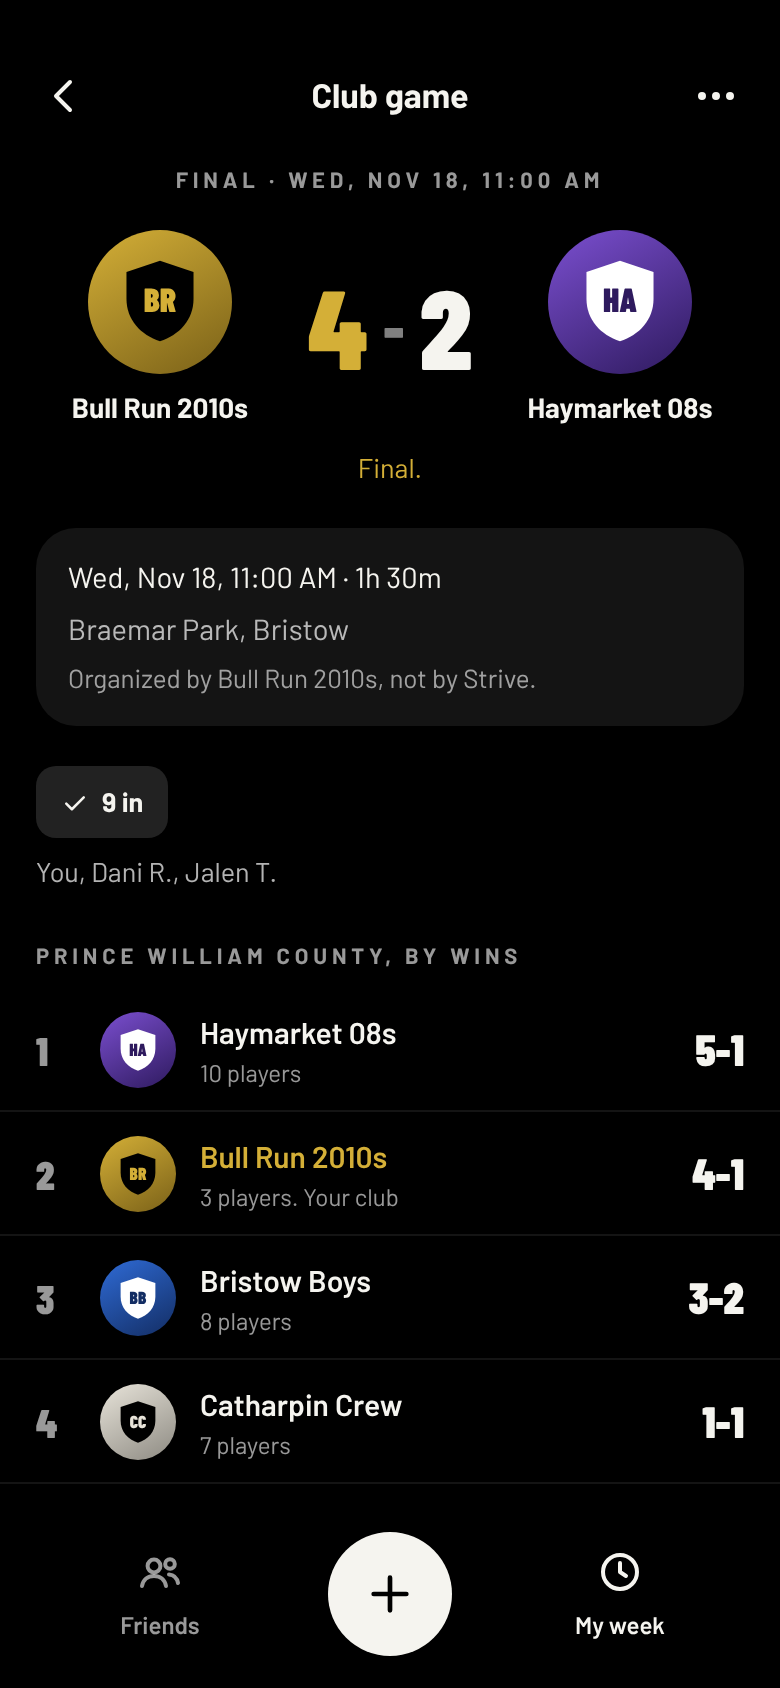 Club game
FINAL · WED, NOV 18, 11:00 AM
BR
4 - 2
HA
Bull Run 2010s
Haymarket 08s
Final.
Wed, Nov 18, 11:00 AM · 1h 30m
Braemar Park, Bristow
Organized by Bull Run 2010s, not by Strive.
9 in
You, Dani R., Jalen T.
PRINCE WILLIAM COUNTY, BY WINS
1
HA
Haymarket 08s
10 players
5-1
2
BR
Bull Run 2010s
3 players. Your club
4-1
3
BB
Bristow Boys
8 players
3-2
4
CC
Catharpin Crew
7 players
1-1
Friends
My week